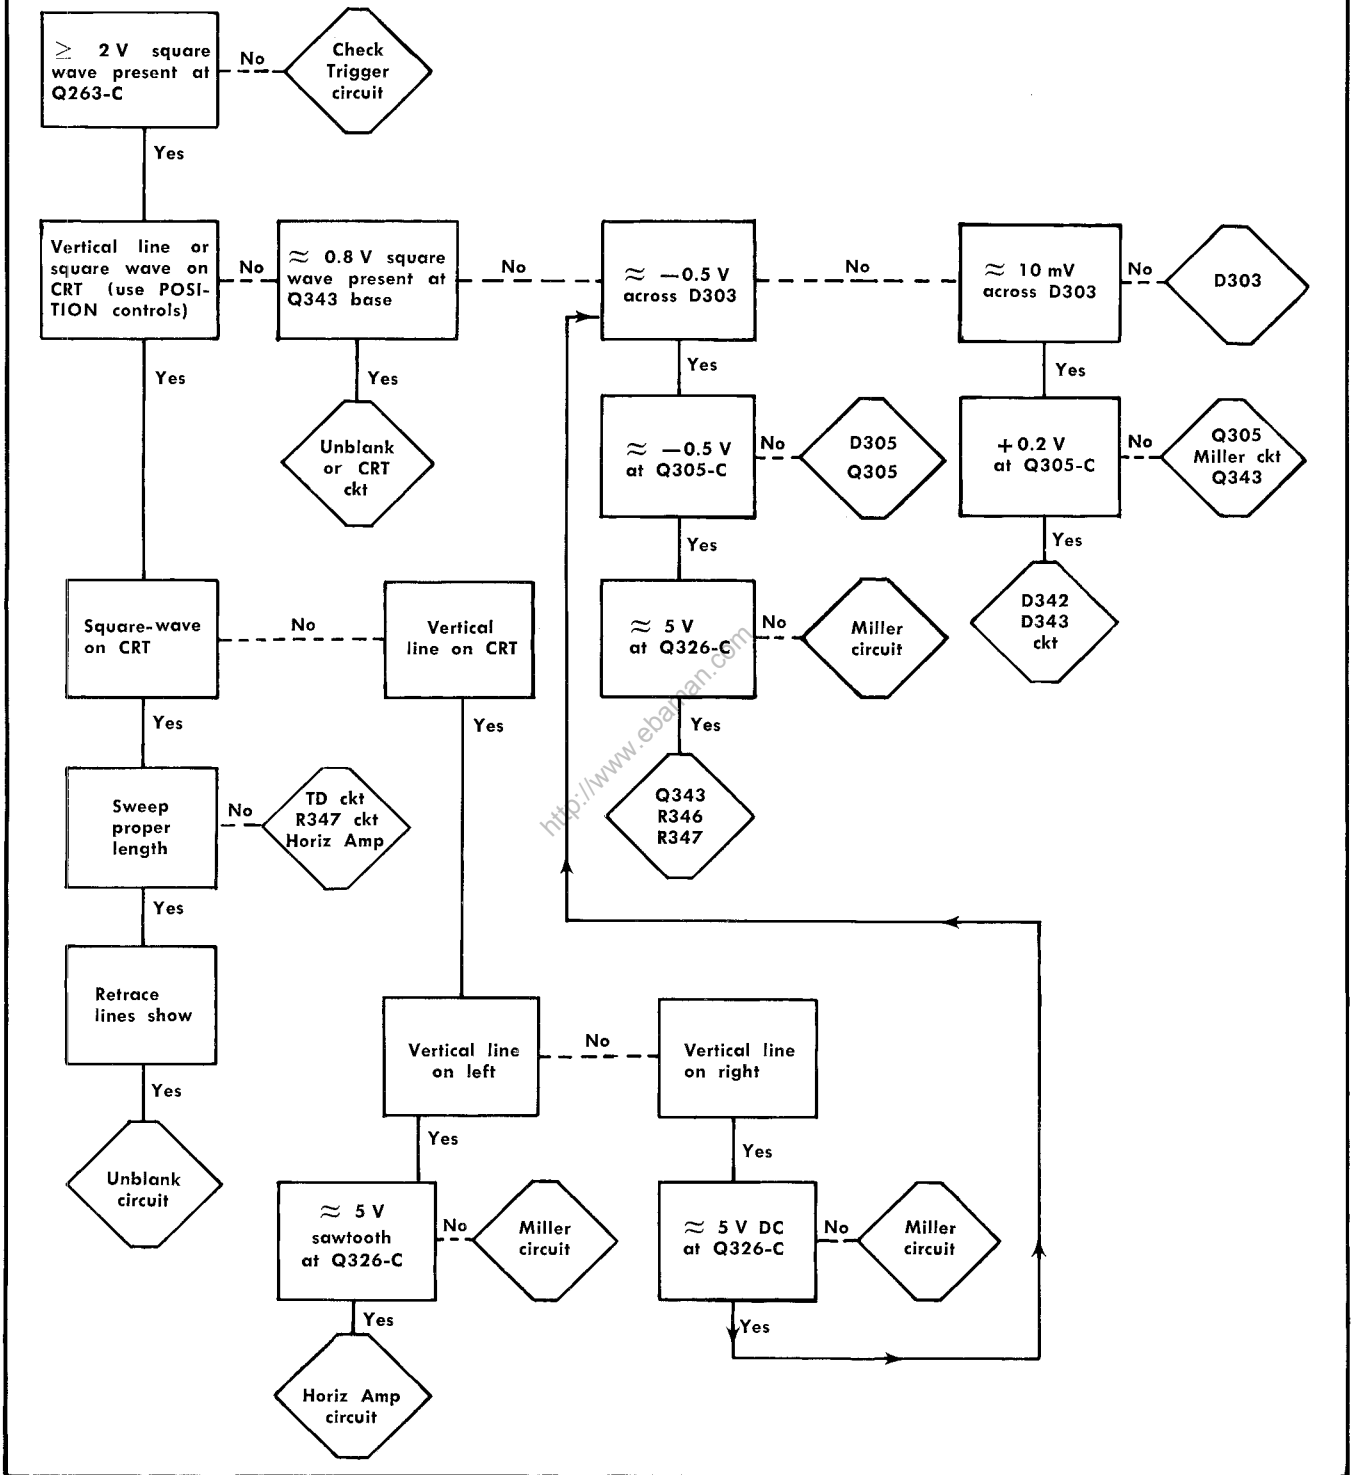 ≥ 2 V square
wave present at
Q263-C
No
Check
Trigger
circuit
Yes
Vertical line or
square wave on
CRT (use POSI-
TION controls)
No
≈ 0.8 V square
wave present at
Q343 base
No
≈ —0.5 V
across D303
No
≈ 10 mV
across D303
No
D303
Yes
Yes
Yes
Yes
Unblank
or CRT
ckt
≈ —0.5 V
at Q305-C
No
D305
Q305
+0.2 V
at Q305-C
No
Q305
Miller ckt
Q343
Yes
Yes
Square-wave
on CRT
No
Vertical
line on CRT
≈ 5 V
at Q326-C
No
Miller
circuit
D342
D343
ckt
Yes
Yes
Yes
Sweep
proper
length
No
TD ckt
R347 ckt
Horiz Amp
Q343
R346
R347
http://www.ebaman.com
Yes
Retrace
lines show
Vertical line
on left
No
Vertical line
on right
Yes
Yes
Yes
Unblank
circuit
≈ 5 V
sawtooth
at Q326-C
No
Miller
circuit
≈ 5 V DC
at Q326-C
No
Miller
circuit
Yes
Yes
Horiz Amp
circuit